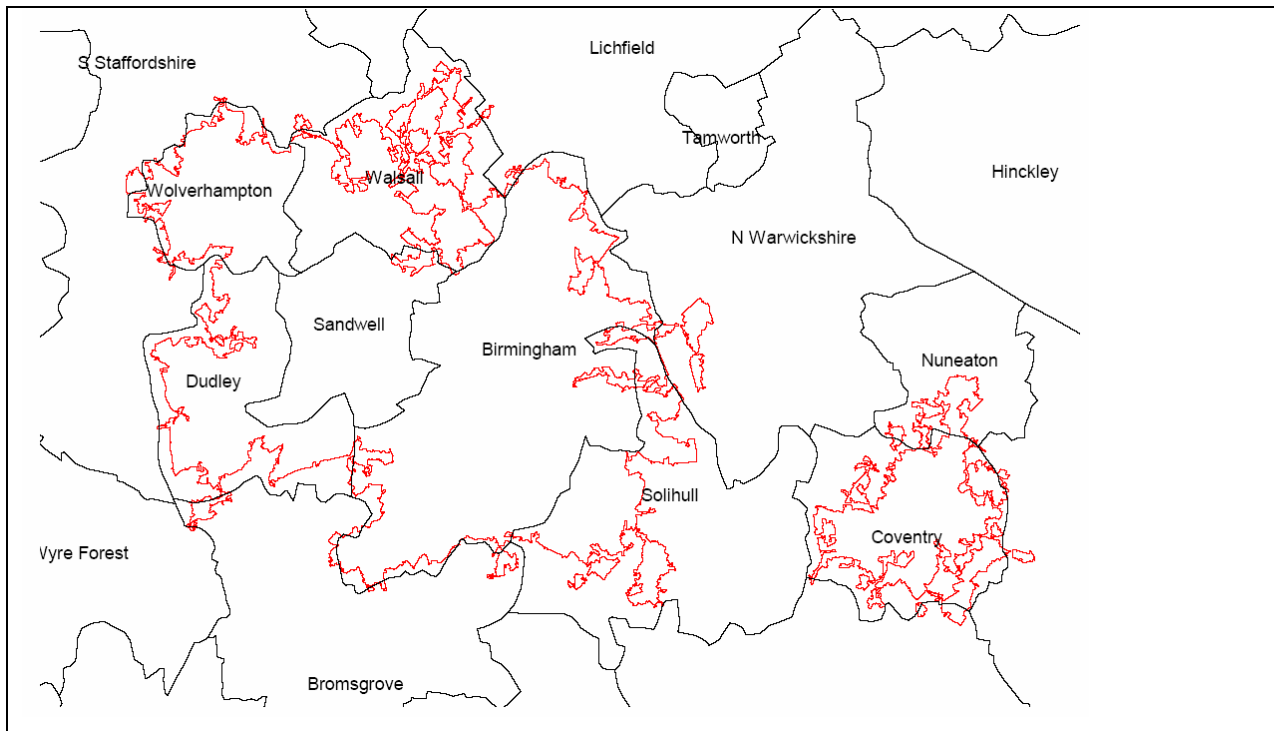 Lichfield
S Staffordshire
Tamworth
Hinckley
Walsall
Wolverhampton
N Warwickshire
Sandwell
Birmingham
Nuneaton
Dudley
Solihull
Coventry
Wyre Forest
Bromsgrove